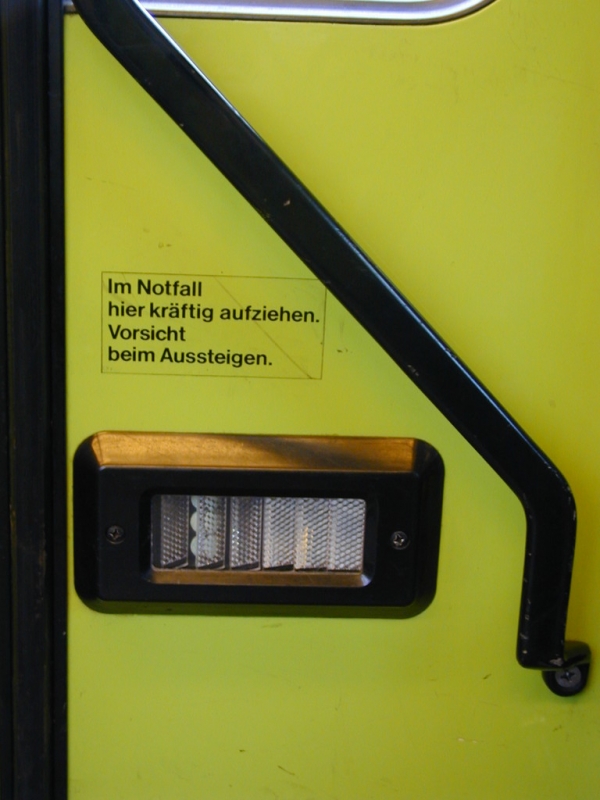 Im Notfall
hier kräftig aufziehen.
Vorsicht
beim Aussteigen.